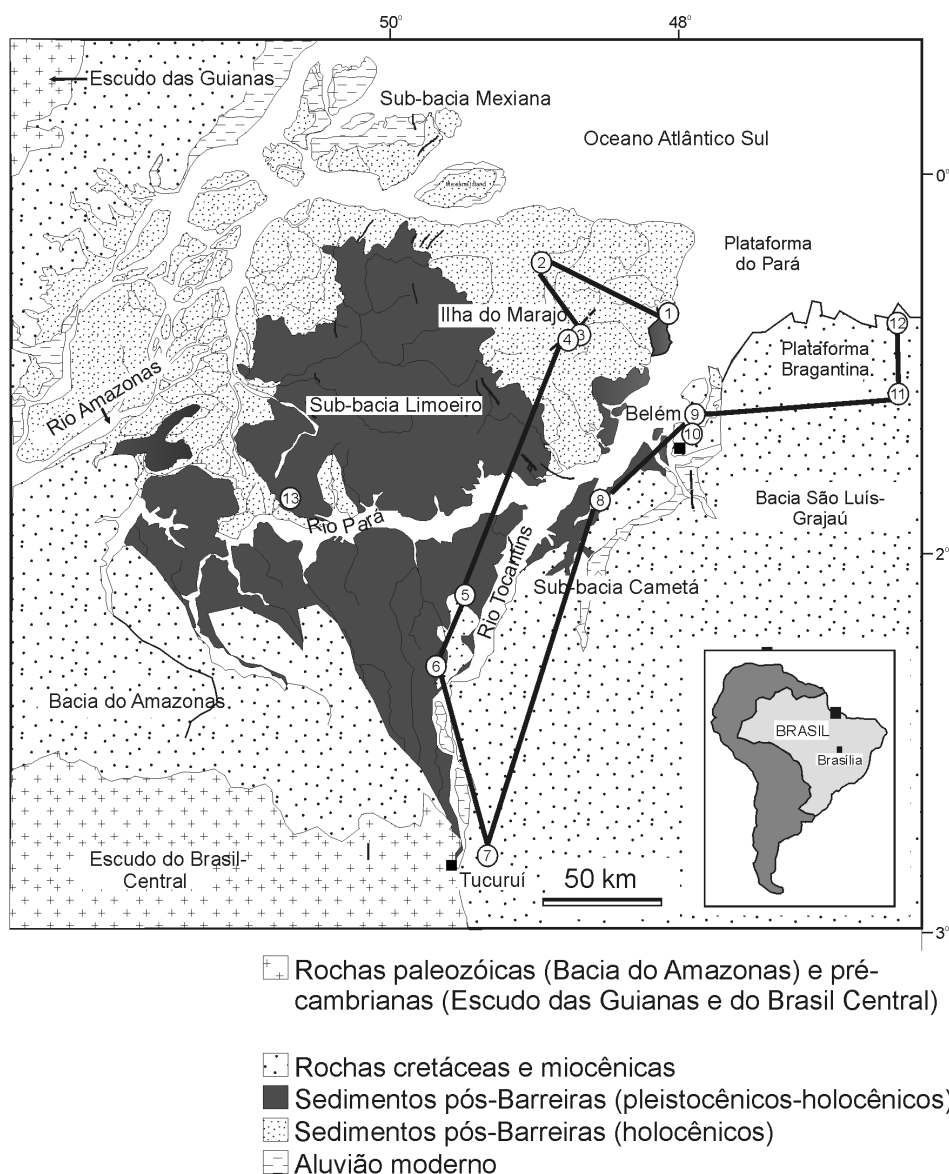 50°
48°
Escudo das Guianas
Sub-bacia Mexiana
Oceano Atlântico Sul
0°
Plataforma
do Pará
2
1
Ilha do Marajó
3
4
12
Plataforma
Bragantina
11
Rio Amazonas
Sub-bacia Limoeiro
Belém
9
10
13
Rio Pará
8
Bacia São Luís-
Grajaú
2°
Rio Tocantins
Sub-bacia Cametá
5
6
Bacia do Amazonas
BRASIL
Brasília
Escudo do Brasil-
Central
7
Tucuruí
50 km
3°
Rochas paleozóicas (Bacia do Amazonas) e pré-
cambrianas (Escudo das Guianas e do Brasil Central)
Rochas cretáceas e miocênicas
Sedimentos pós-Barreiras (pleistocênicos-holocênicos)
Sedimentos pós-Barreiras (holocênicos)
Aluvião moderno